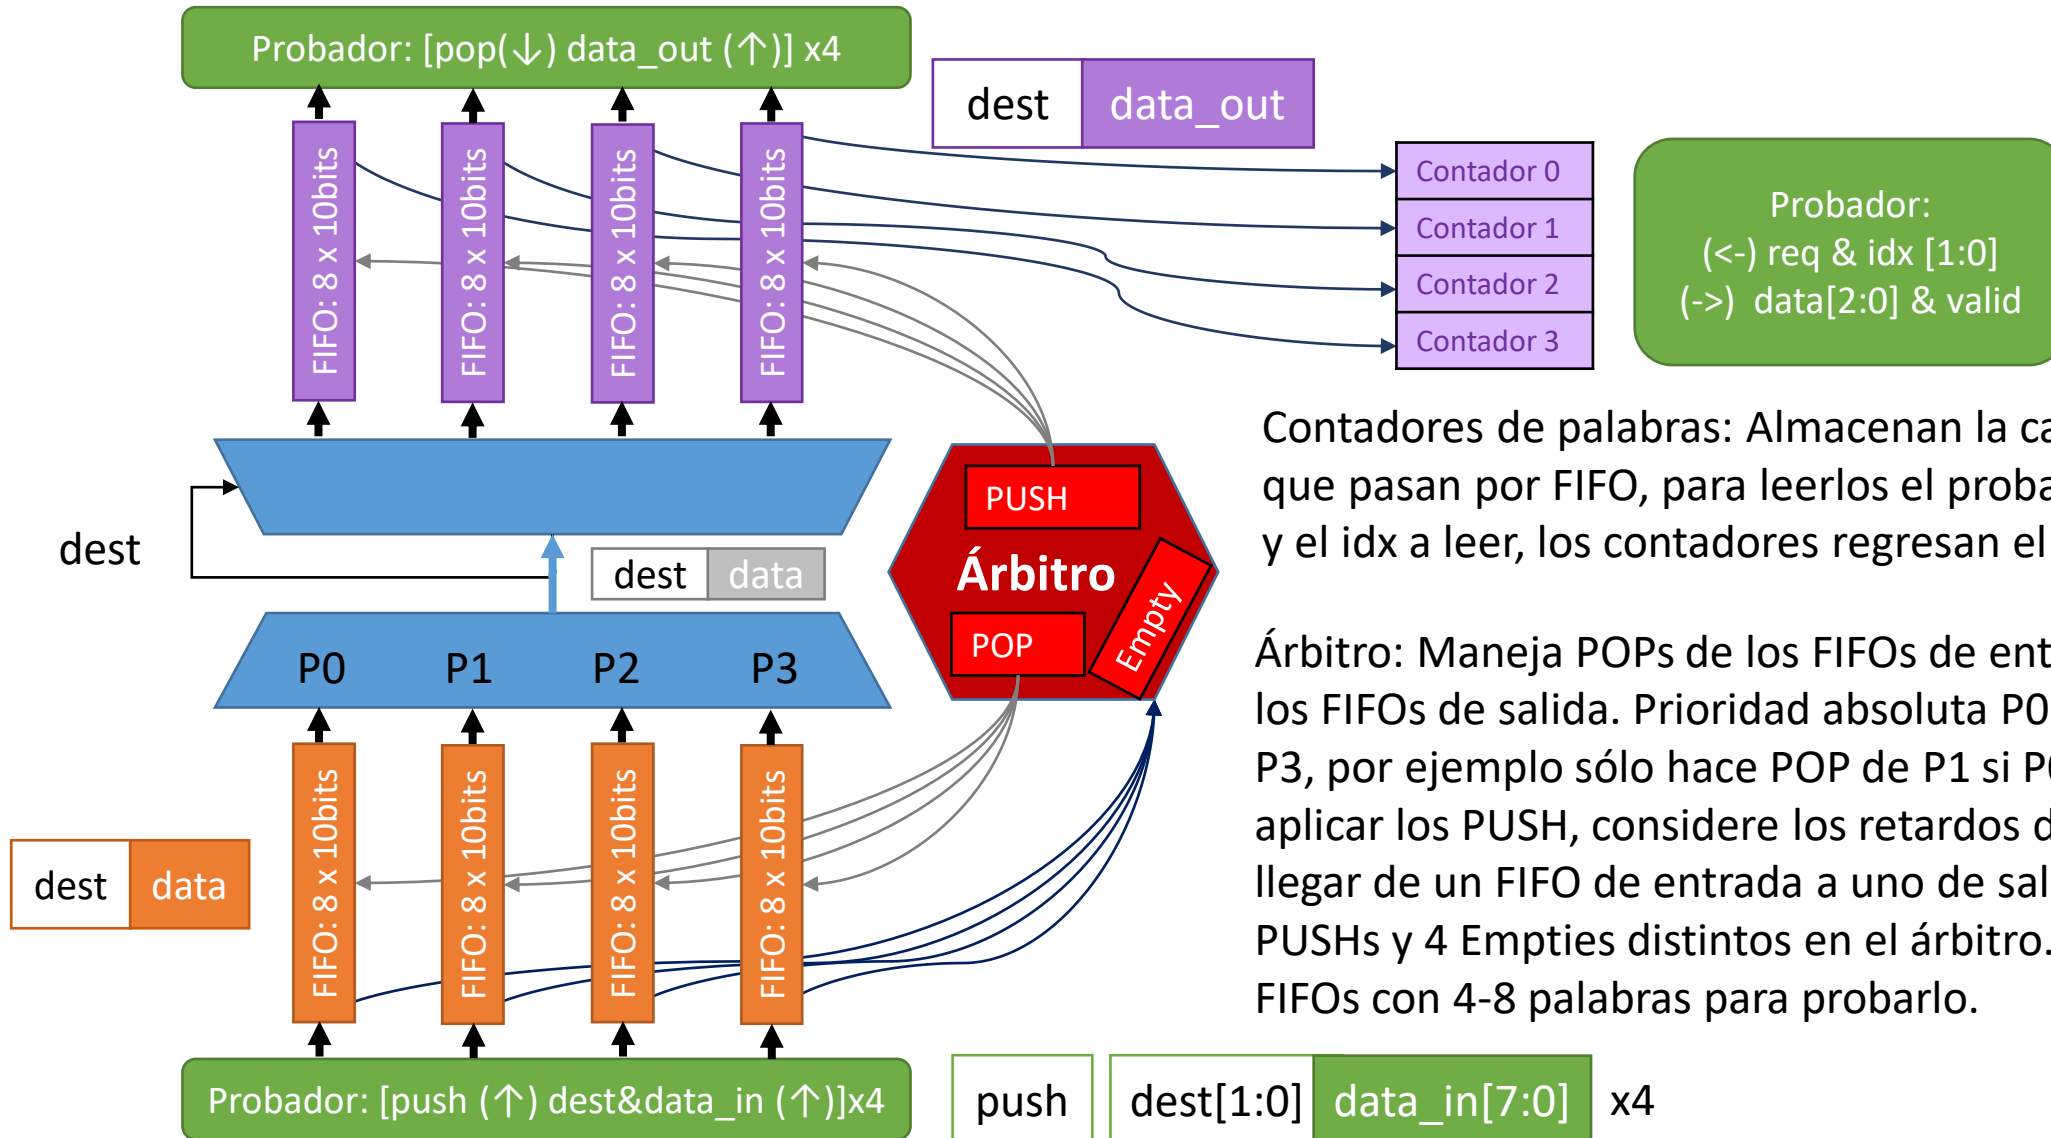 Probador: [pop(↓) data_out (↑)] x4
dest data_out
FIFO: 8 x 10bits
FIFO: 8 x 10bits
FIFO: 8 x 10bits
FIFO: 8 x 10bits
Contador 0
Contador 1
Contador 2
Contador 3
Probador:
(<-) req & idx [1:0]
(->) data[2:0] & valid
Contadores de palabras: Almacenan la
que pasan por FIFO, para leerlos el
y el idx a leer, los contadores regresan el
PUSH
Árbitro
POP
Empty
dest
dest data
P0 P1 P2 P3
Árbitro: Maneja POPs de los FIFOs de
los FIFOs de salida. Prioridad absoluta P0
P3, por ejemplo sólo hace POP de P1 si
aplicar los PUSH, considere los retardos
llegar de un FIFO de entrada a uno de
PUSHs y 4 Empties distintos en el árbitro.
FIFOs con 4-8 palabras para probarlo.
FIFO: 8 x 10bits
FIFO: 8 x 10bits
FIFO: 8 x 10bits
FIFO: 8 x 10bits
dest data
Probador: [push (↑) dest&data_in (↑)]x4
push dest[1:0] data_in[7:0] x4